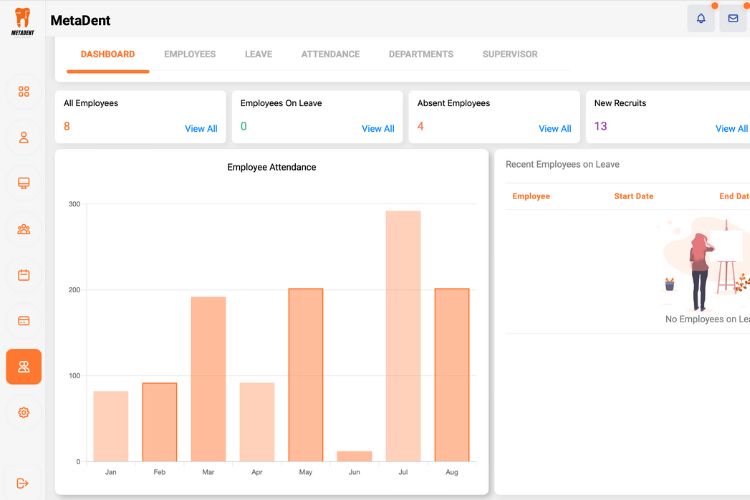 METADENT
MetaDent
DASHBOARD EMPLOYEES LEAVE ATTENDANCE DEPARTMENTS SUPERVISOR
All Employees
8
View All
Employees On Leave
0
View All
Absent Employees
4
View All
New Recruits
13
View All
Employee Attendance
300
200
100
0
Jan Feb Mar Apr May Jun Jul Aug
Recent Employees on Leave
Employee Start Date End Dat
No Employees on Lea